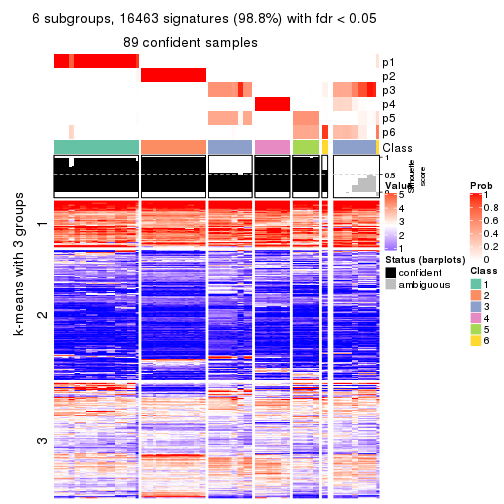 6 subgroups, 16463 signatures (98.8%) with fdr < 0.05
89 confident samples
p1
p2
p3
p4
p5
p6
Class
1
0.5
0
Silhouette
score
k-means with 3 groups
1
2
3
Value
5
4
3
2
1
Status (barplots)
confident
ambiguous
Prob
1
0.8
0.6
0.4
0.2
0
Class
1
2
3
4
5
6